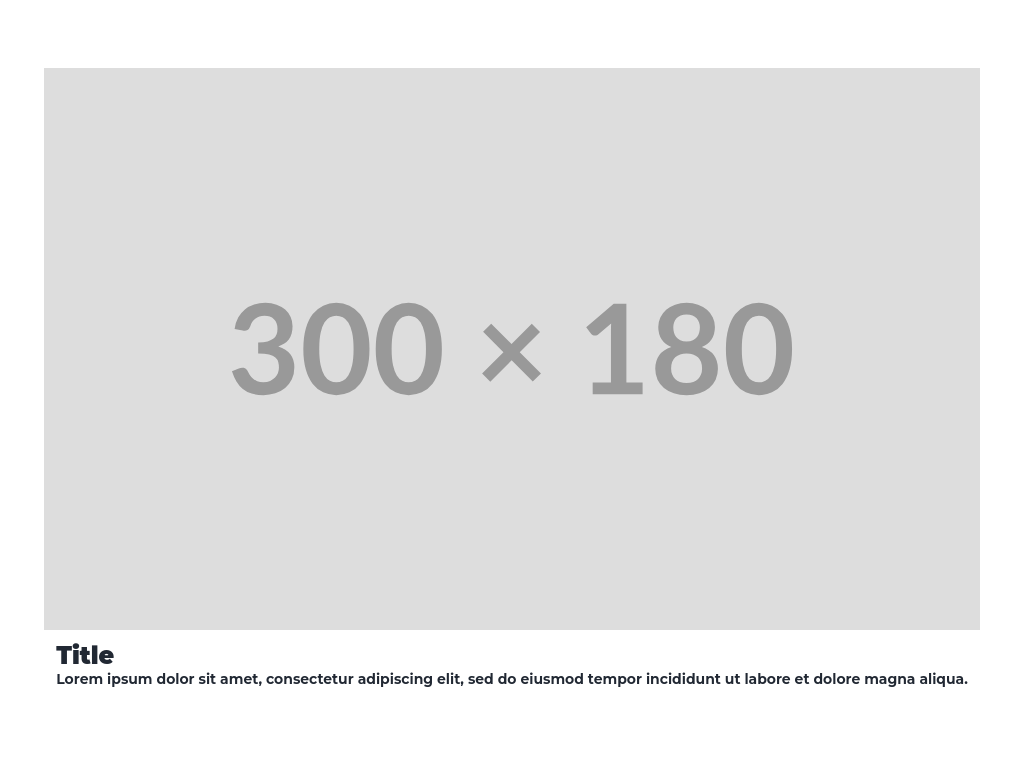 300 × 180
Title
Lorem ipsum dolor sit amet, consectetur adipiscing elit, sed do eiusmod tempor incididunt ut labore et dolore magna aliqua.